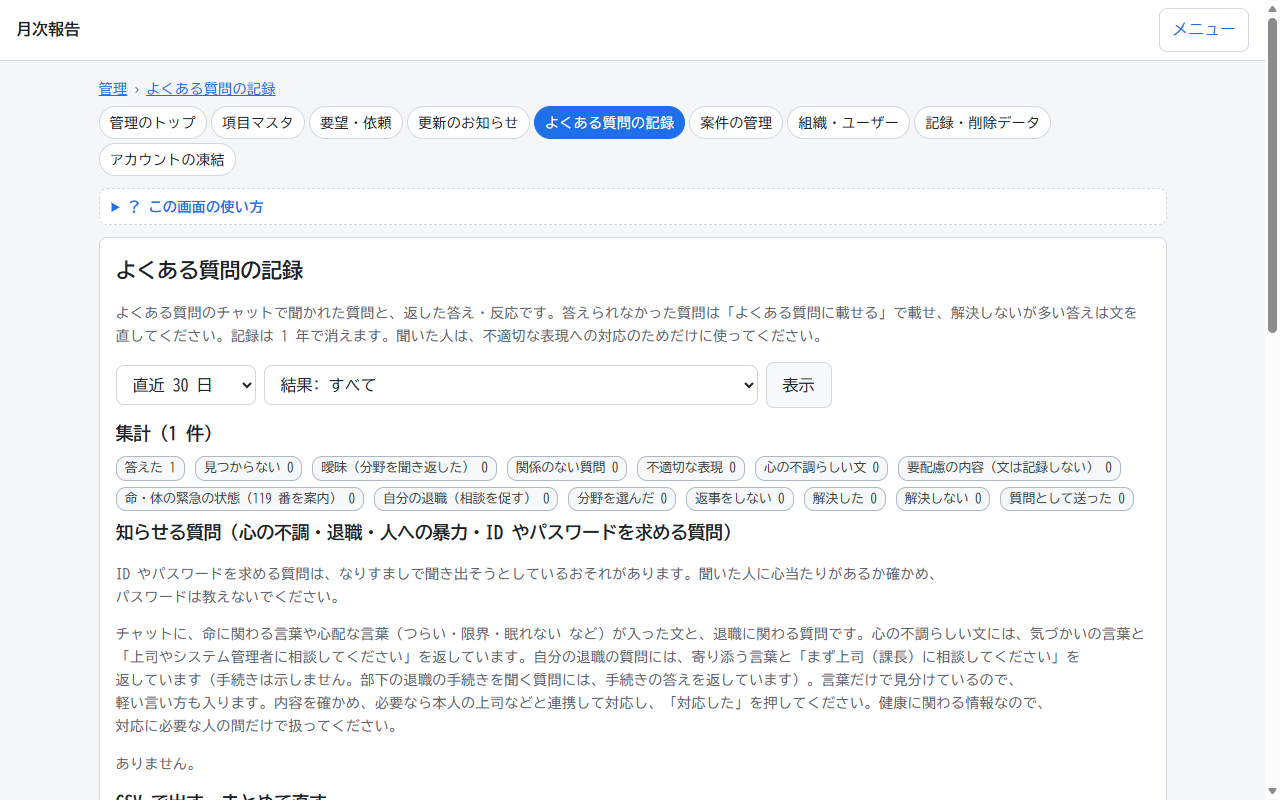 月次報告
メニュー
管理 › よくある質問の記録
管理のトップ 項目マスタ 要望・依頼 更新のお知らせ よくある質問の記録 案件の管理 組織・ユーザー 記録・削除データ
アカウントの凍結
▶ ? この画面の使い方
よくある質問の記録
よくある質問のチャットで聞かれた質問と、返した答え・反応です。答えられなかった質問は「よくある質問に載せる」で載せ、解決しないが多い答えは文を
直してください。記録は 1 年で消えます。聞いた人は、不適切な表現への対応のためだけに使ってください。
直近 30 日 結果: すべて 表示
集計（1 件）
答えた 1 見つからない 0 曖昧（分野を聞き返した） 0 関係のない質問 0 不適切な表現 0 心の不調らしい文 0 要配慮の内容（文は記録しない） 0
命・体の緊急の状態（119 番を案内） 0 自分の退職（相談を促す） 0 分野を選んだ 0 返事をしない 0 解決した 0 解決しない 0 質問として送った 0
知らせる質問（心の不調・退職・人への暴力・ID やパスワードを求める質問）
ID やパスワードを求める質問は、なりすましで聞き出そうとしているおそれがあります。聞いた人に心当たりがあるか確かめ、
パスワードは教えないでください。
チャットに、命に関わる言葉や心配な言葉（つらい・限界・眠れない など）が入った文と、退職に関わる質問です。心の不調らしい文には、気づかいの言葉と
「上司やシステム管理者に相談してください」を返しています。自分の退職の質問には、寄り添う言葉と「まず上司（課長）に相談してください」を
返しています（手続きは示しません。部下の退職の手続きを聞く質問には、手続きの答えを返しています）。言葉だけで見分けているので、
軽い言い方も入ります。内容を確かめ、必要なら本人の上司などと連携して対応し、「対応した」を押してください。健康に関わる情報なので、
対応に必要な人の間だけで扱ってください。
ありません。